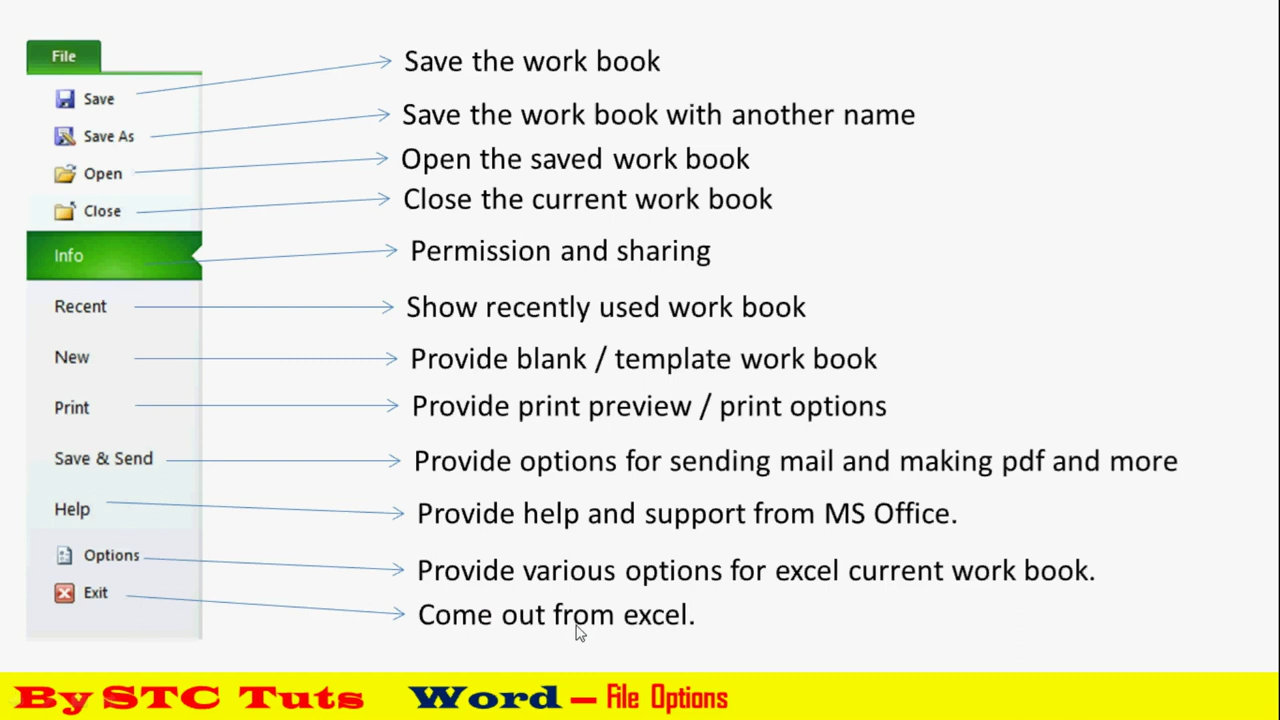 File
Save Save the work book
Save As Save the work book with another name
Open Open the saved work book
Close Close the current work book
Info Permission and sharing
Recent Show recently used work book
New Provide blank / template work book
Print Provide print preview / print options
Save & Send Provide options for sending mail and making pdf and more
Help Provide help and support from MS Office.
Options Provide various options for excel current work book.
Exit Come out from excel.
By STC Tuts Word – File Options